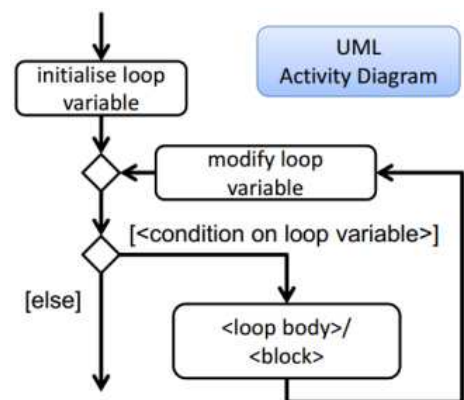 UML
Activity Diagram
initialise loop
variable
modify loop
variable
[<condition on loop variable>]
[else]
<loop body>/
<block>